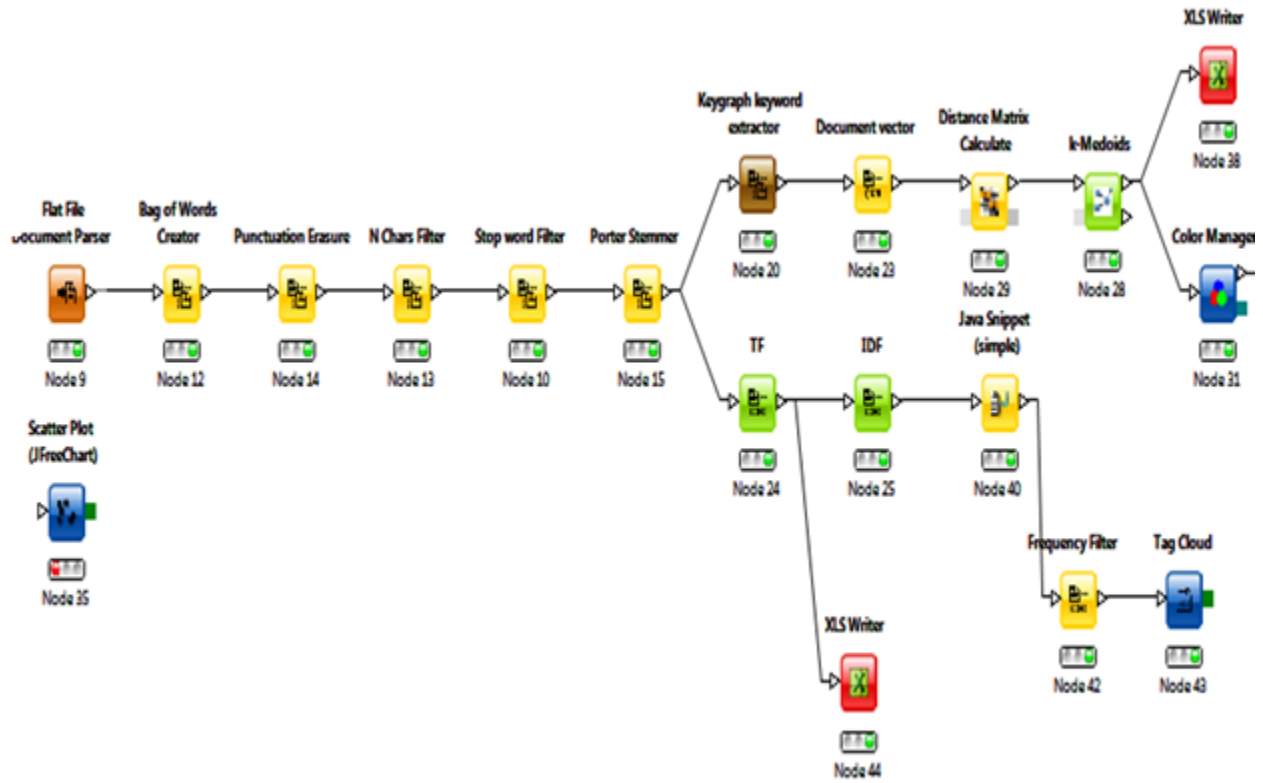 XLS Writer
Node 38
Keygraph keyword
extractor
Node 20
Document vector
Node 23
Distance Matrix
Calculate
Node 29
k-Medoids
Node 28
Color Manager
Node 31
Flat File
Document Parser
Node 9
Bag of Words
Creator
Node 12
Punctuation Erasure
Node 14
N Chars Filter
Node 13
Stop word Filter
Node 10
Porter Stemmer
Node 15
TF
Node 24
IDF
Node 25
Java Snippet
(simple)
Node 40
Scatter Plot
(JFreeChart)
Node 35
Frequency Filter
Node 42
Tag Cloud
Node 43
XLS Writer
Node 44